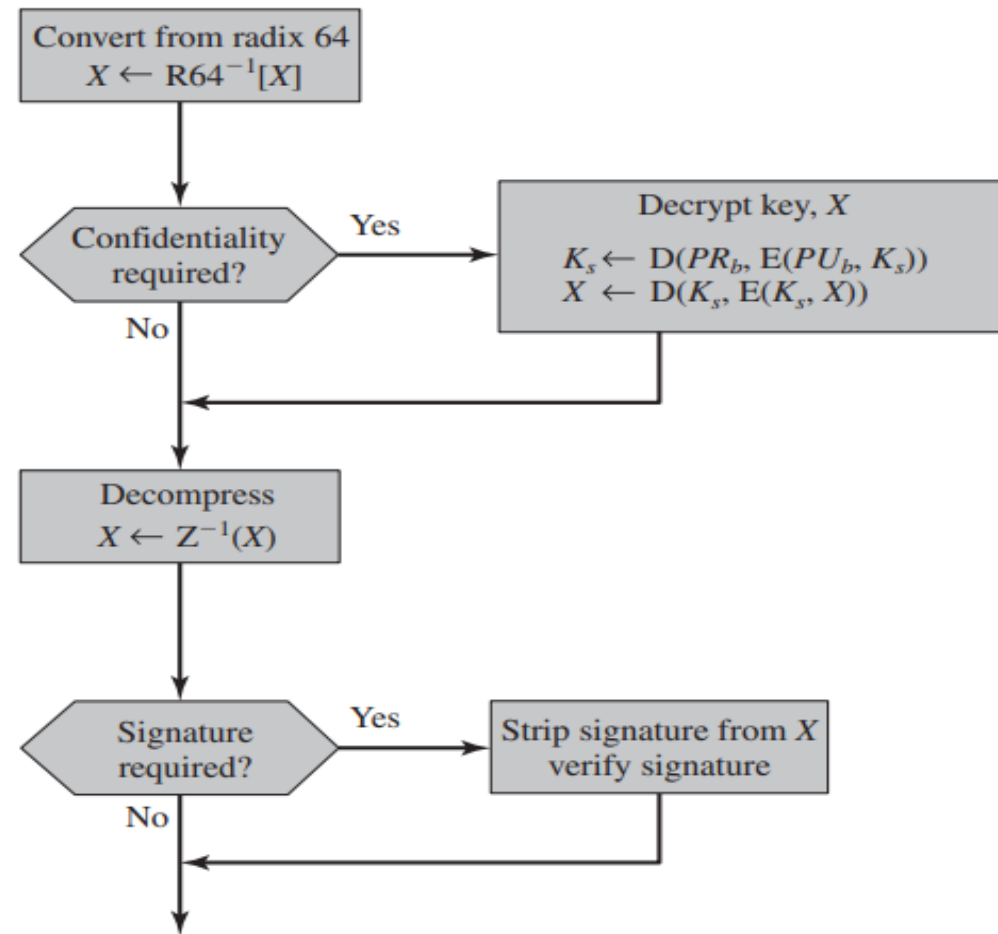 Convert from radix 64
X ← R64⁻¹[X]
Confidentiality
required?
Yes
Decrypt key, X
Kₛ ← D(PR_b, E(PU_b, Kₛ))
X ← D(Kₛ, E(Kₛ, X))
No
Decompress
X ← Z⁻¹(X)
Signature
required?
Yes
Strip signature from X
verify signature
No